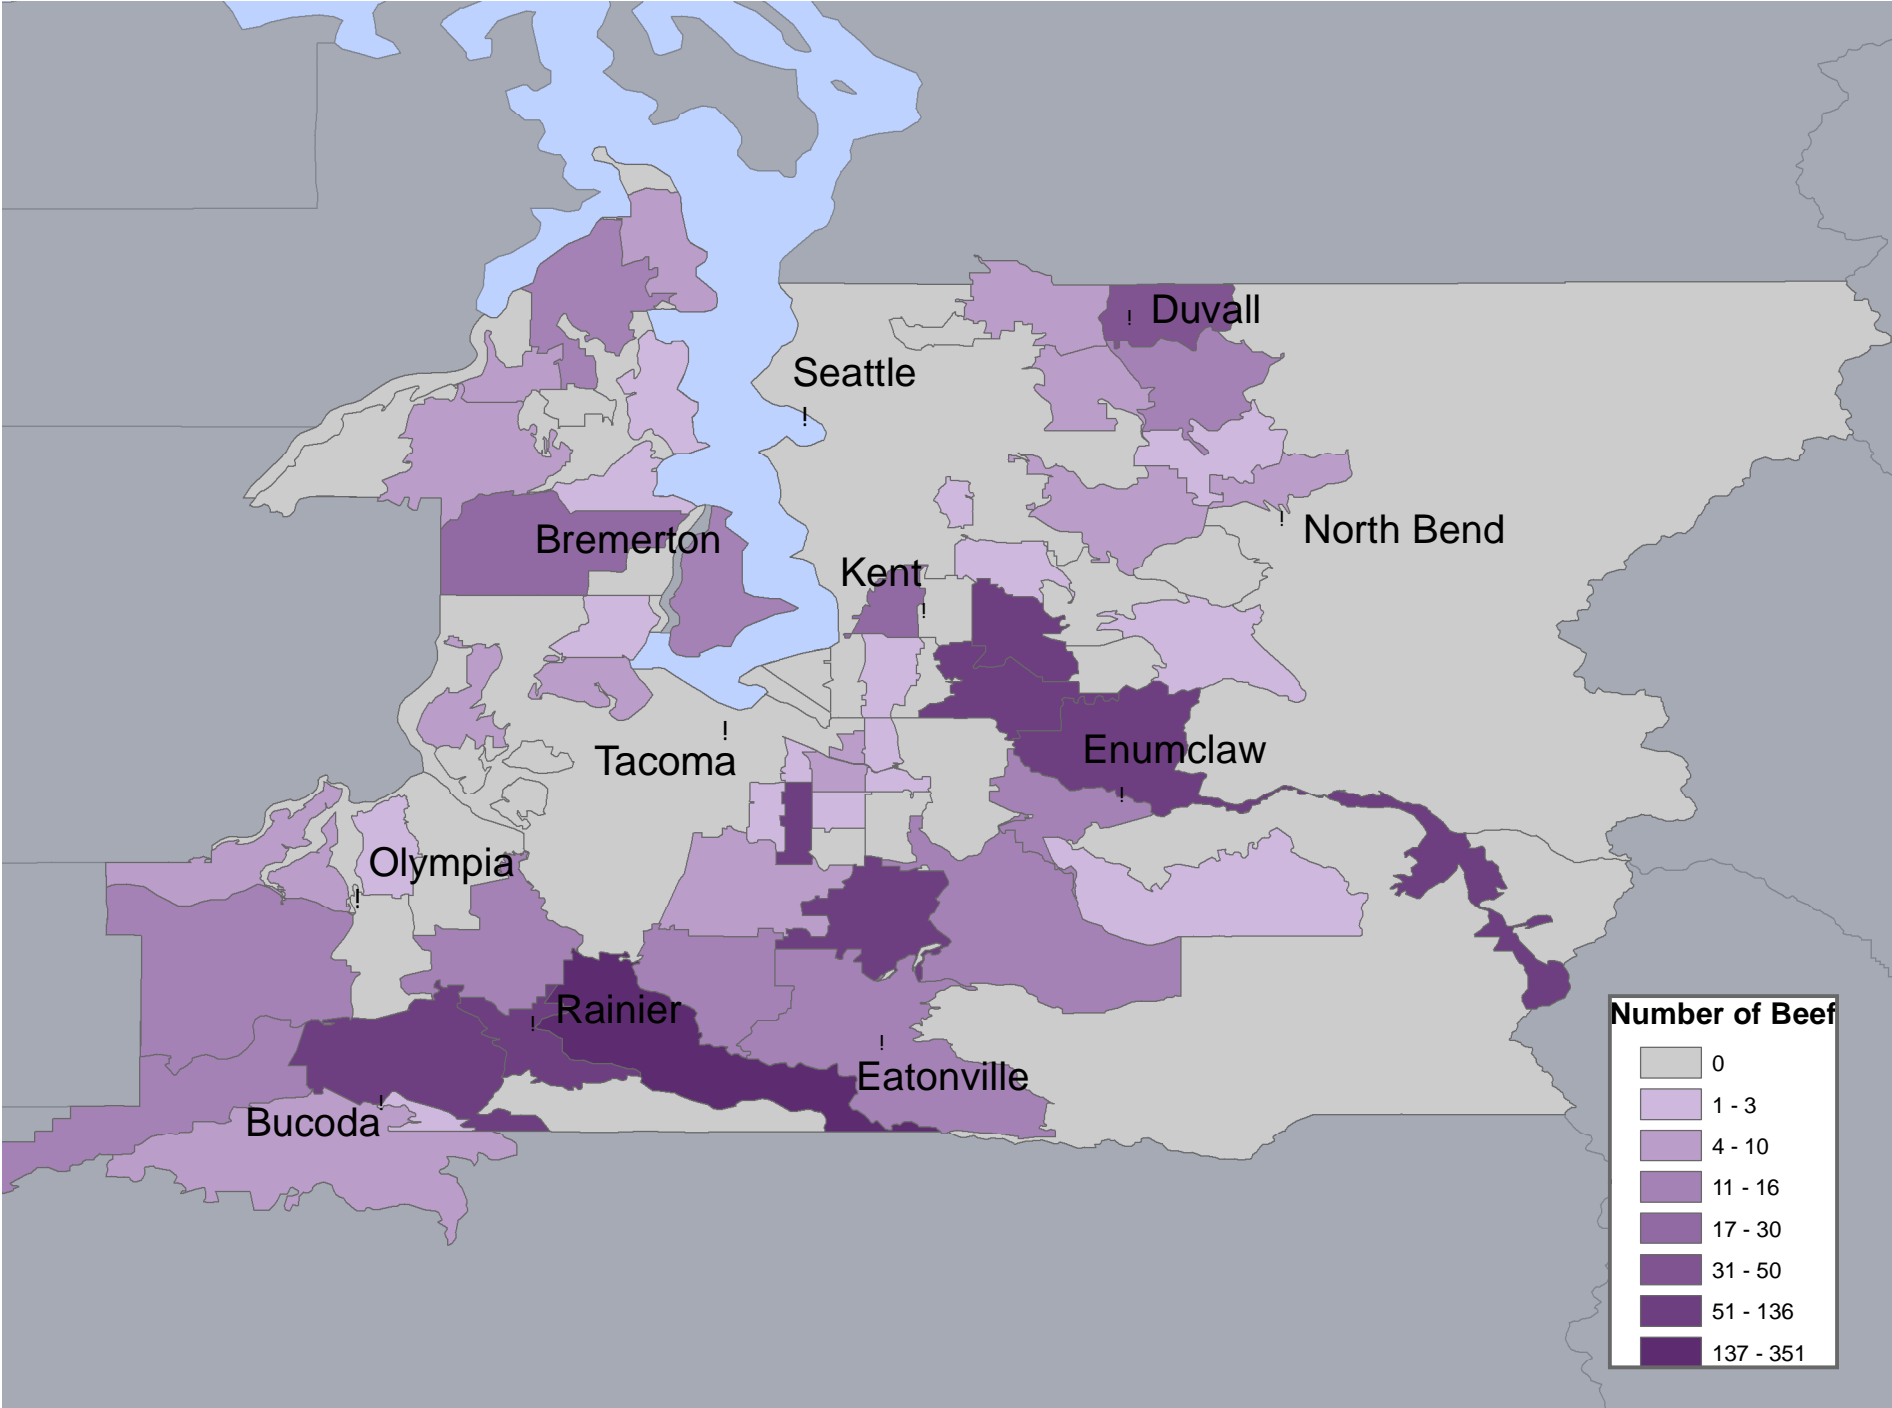 ! Duvall
Seattle
!
! North Bend
Bremerton
Kent
!
!
Tacoma
Enumclaw
!
Olympia
!
Rainier
!
!
Eatonville
!
Bucoda
Number of Beef
0
1 - 3
4 - 10
11 - 16
17 - 30
31 - 50
51 - 136
137 - 351